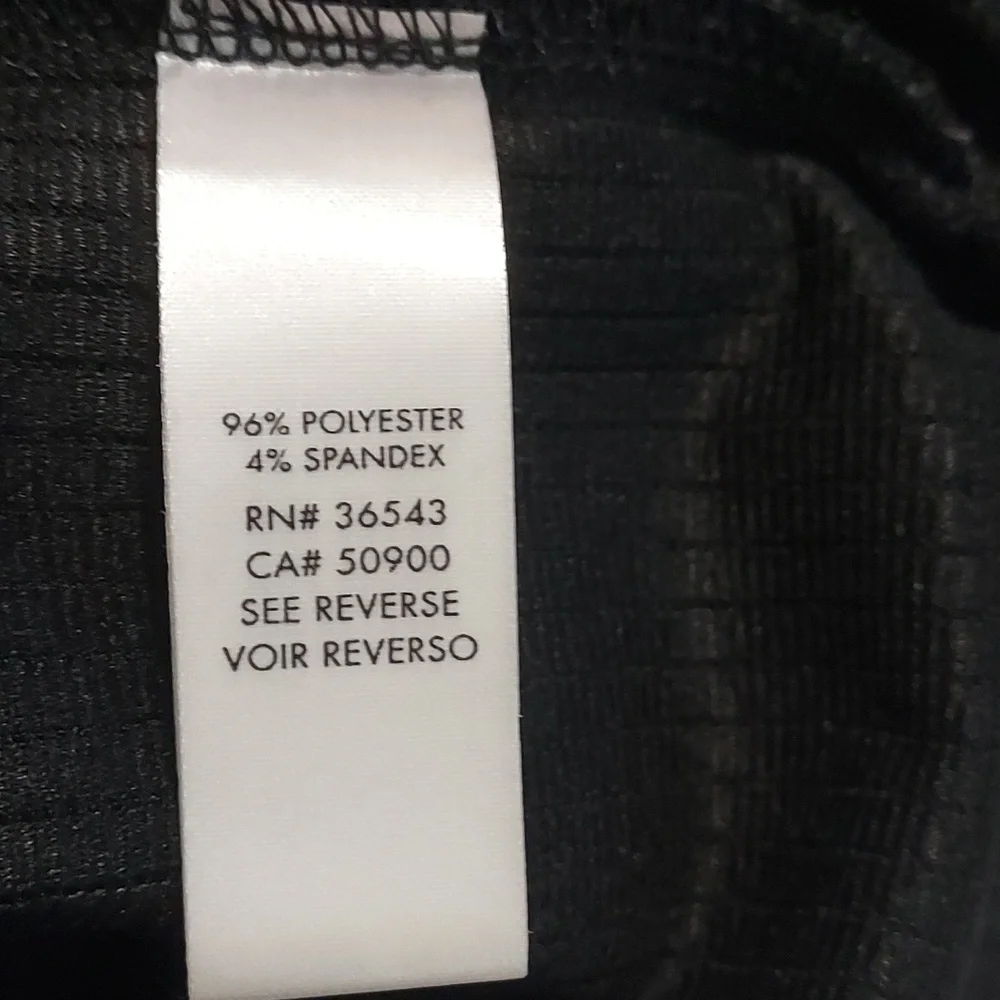 96% POLYESTER
4% SPANDEX
RN# 36543
CA# 50900
SEE REVERSE
VOIR REVERSO